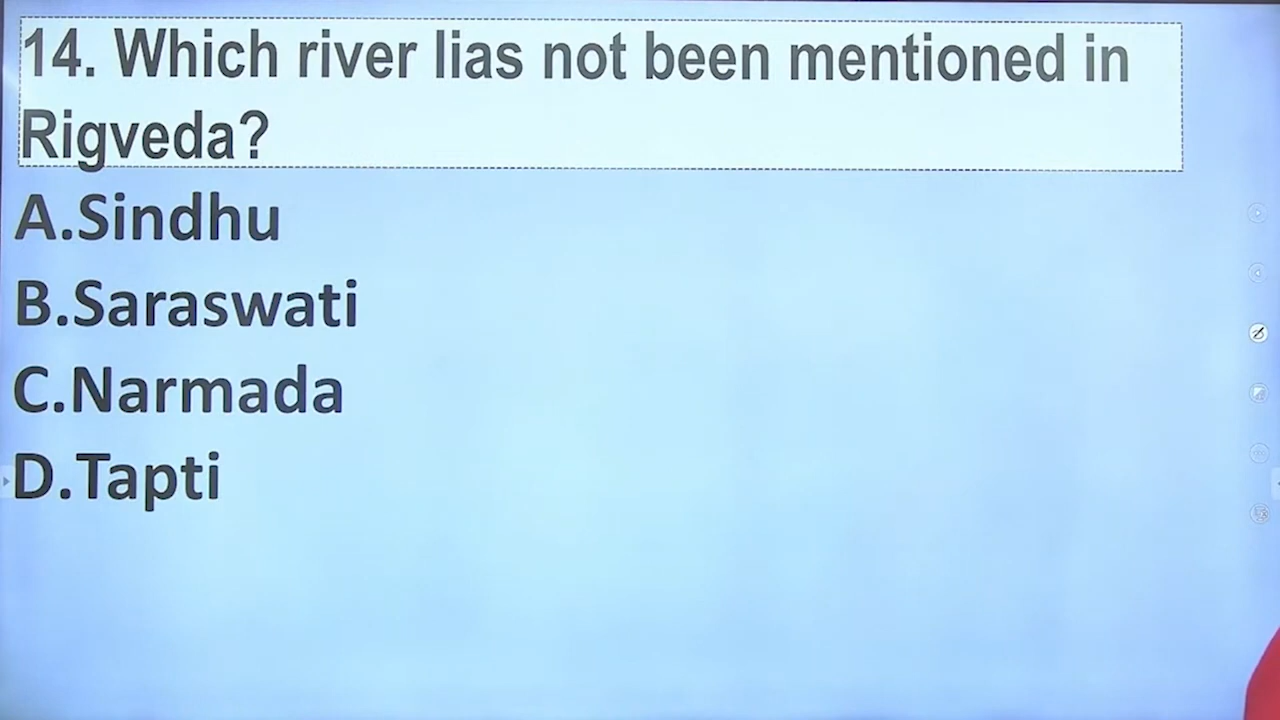 14. Which river lias not been mentioned in
Rigveda?
A.Sindhu
B.Saraswati
C.Narmada
D.Tapti